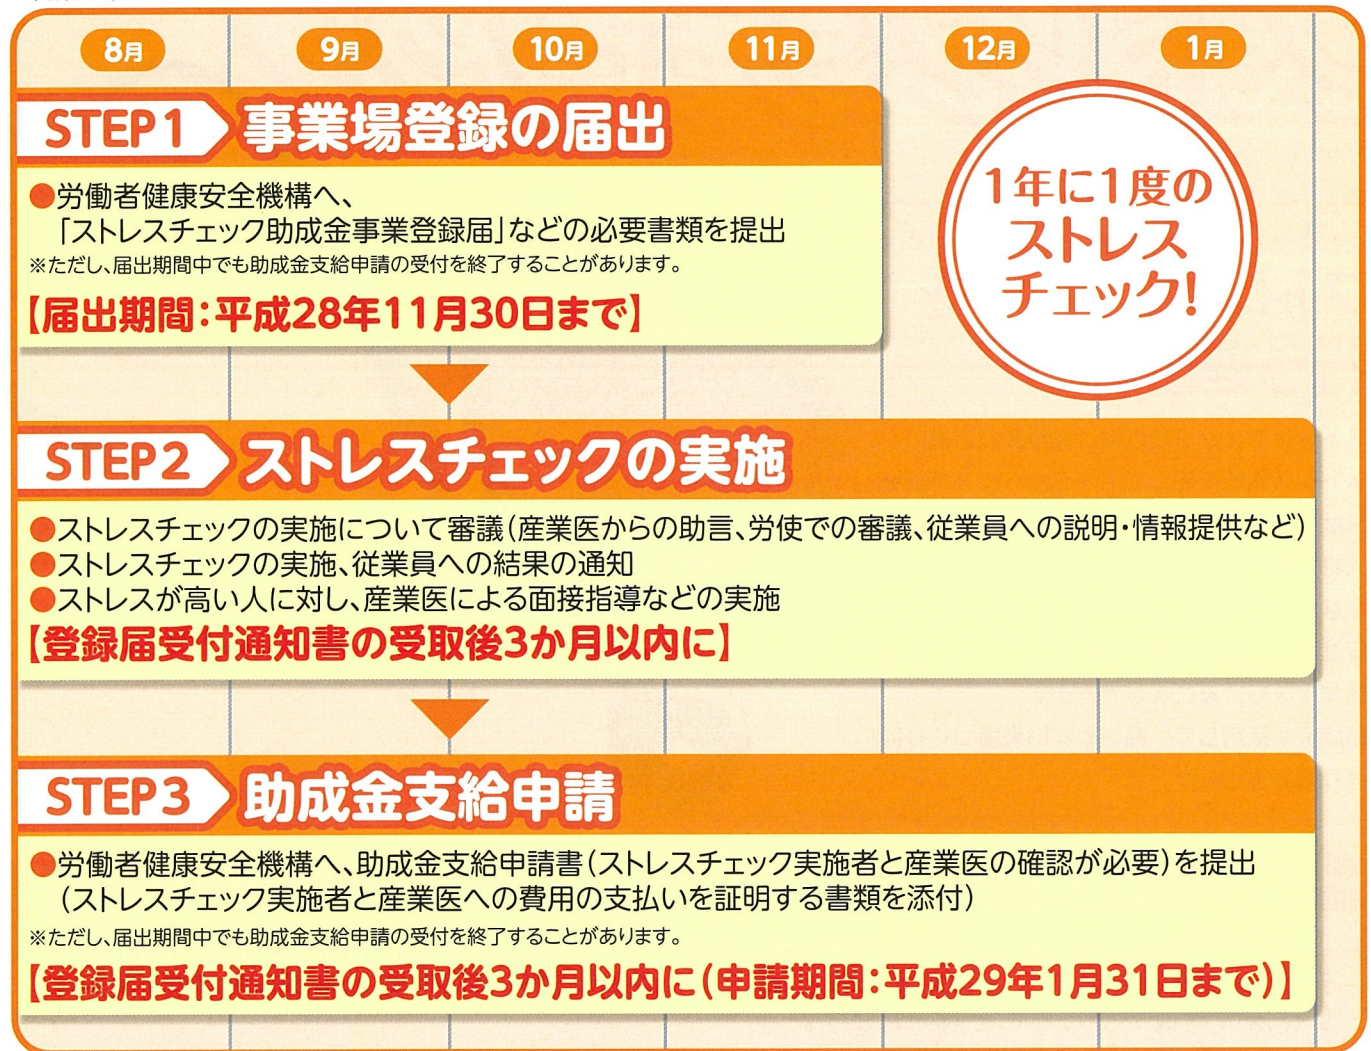 8月
9月
10月
11月
12月
1月
STEP1 事業場登録の届出
●労働者健康安全機構へ、
「ストレスチェック助成金事業登録届」などの必要書類を提出
※ただし、届出期間中でも助成金支給申請の受付を終了することがあります。
【届出期間：平成28年11月30日まで】
1年に1度の
ストレス
チェック!
STEP2 ストレスチェックの実施
●ストレスチェックの実施について審議（産業医からの助言、労使での審議、従業員への説明・情報提供など）
●ストレスチェックの実施、従業員への結果の通知
●ストレスが高い人に対し、産業医による面接指導などの実施
【登録届受付通知書の受取後3か月以内に】
STEP3 助成金支給申請
●労働者健康安全機構へ、助成金支給申請書（ストレスチェック実施者と産業医の確認が必要）を提出
（ストレスチェック実施者と産業医への費用の支払いを証明する書類を添付）
※ただし、届出期間中でも助成金支給申請の受付を終了することがあります。
【登録届受付通知書の受取後3か月以内に（申請期間：平成29年1月31日まで）】